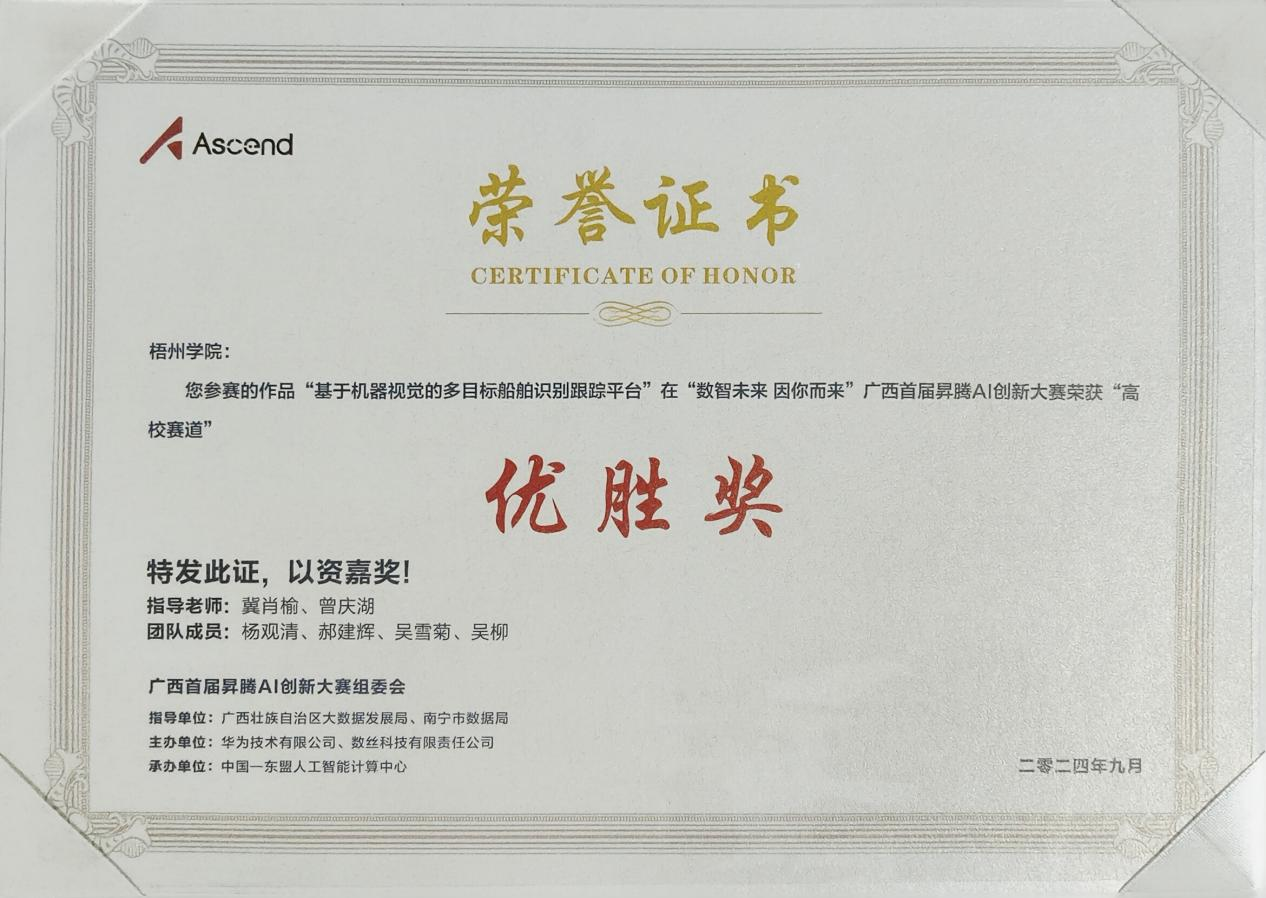 Ascend
荣誉证书
CERTIFICATE OF HONOR
梧州学院：
您参赛的作品“基于机器视觉的多目标船舶识别跟踪平台”在“数智未来 因你而来”广西首届昇腾AI创新大赛荣获“高
校赛道”
优胜奖
特发此证，以资嘉奖！
指导老师：冀肖榆、曾庆湖
团队成员：杨观清、郝建辉、吴雪菊、吴柳
广西首届昇腾AI创新大赛组委会
指导单位：广西壮族自治区大数据发展局、南宁市数据局
主办单位：华为技术有限公司、数丝科技有限责任公司
承办单位：中国—东盟人工智能计算中心
二零二四年九月